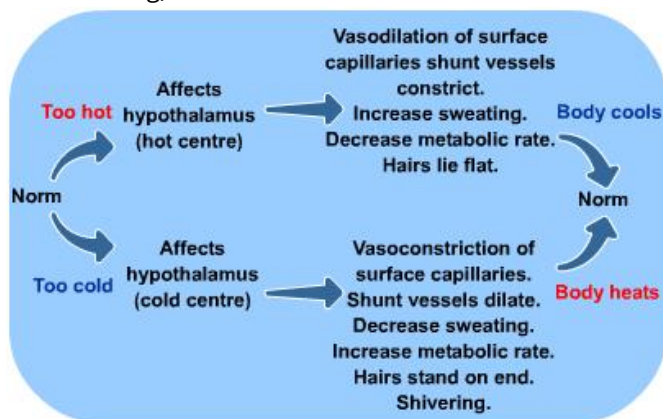 Vasodilation of surface
capillaries shunt vessels
constrict.
Increase sweating.
Decrease metabolic rate.
Hairs lie flat.
Too hot
Affects
hypothalamus
(hot centre)
Body cools
Norm
Norm
Too cold
Affects
hypothalamus
(cold centre)
Vasoconstriction of
surface capillaries.
Shunt vessels dilate.
Decrease sweating.
Increase metabolic rate.
Hairs stand on end.
Shivering.
Body heats